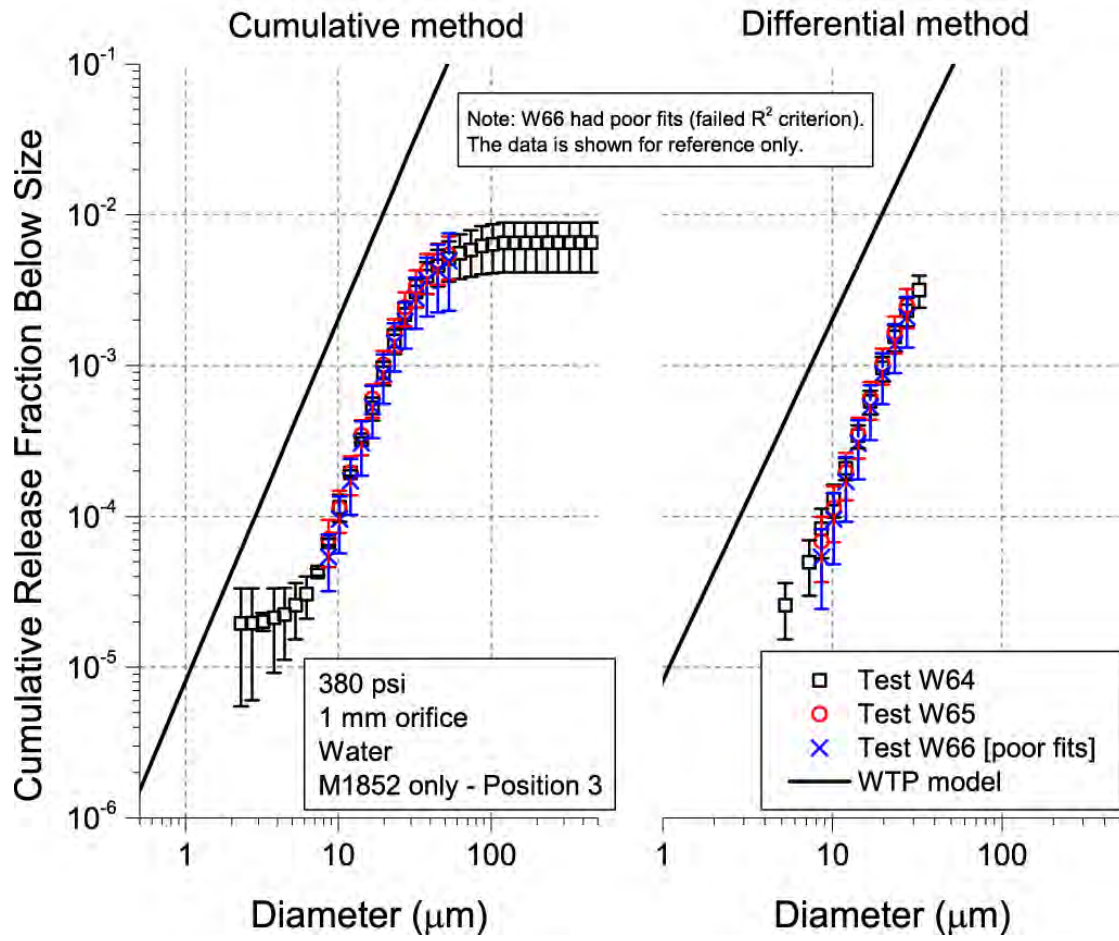 Cumulative method
Differential method
Cumulative Release Fraction Below Size
10⁻¹
10⁻²
10⁻³
10⁻⁴
10⁻⁵
10⁻⁶
Note: W66 had poor fits (failed R² criterion).
The data is shown for reference only.
380 psi
1 mm orifice
Water
M1852 only - Position 3
Test W64
Test W65
Test W66 [poor fits]
WTP model
1 10 100
1 10 100
Diameter (μm)
Diameter (μm)